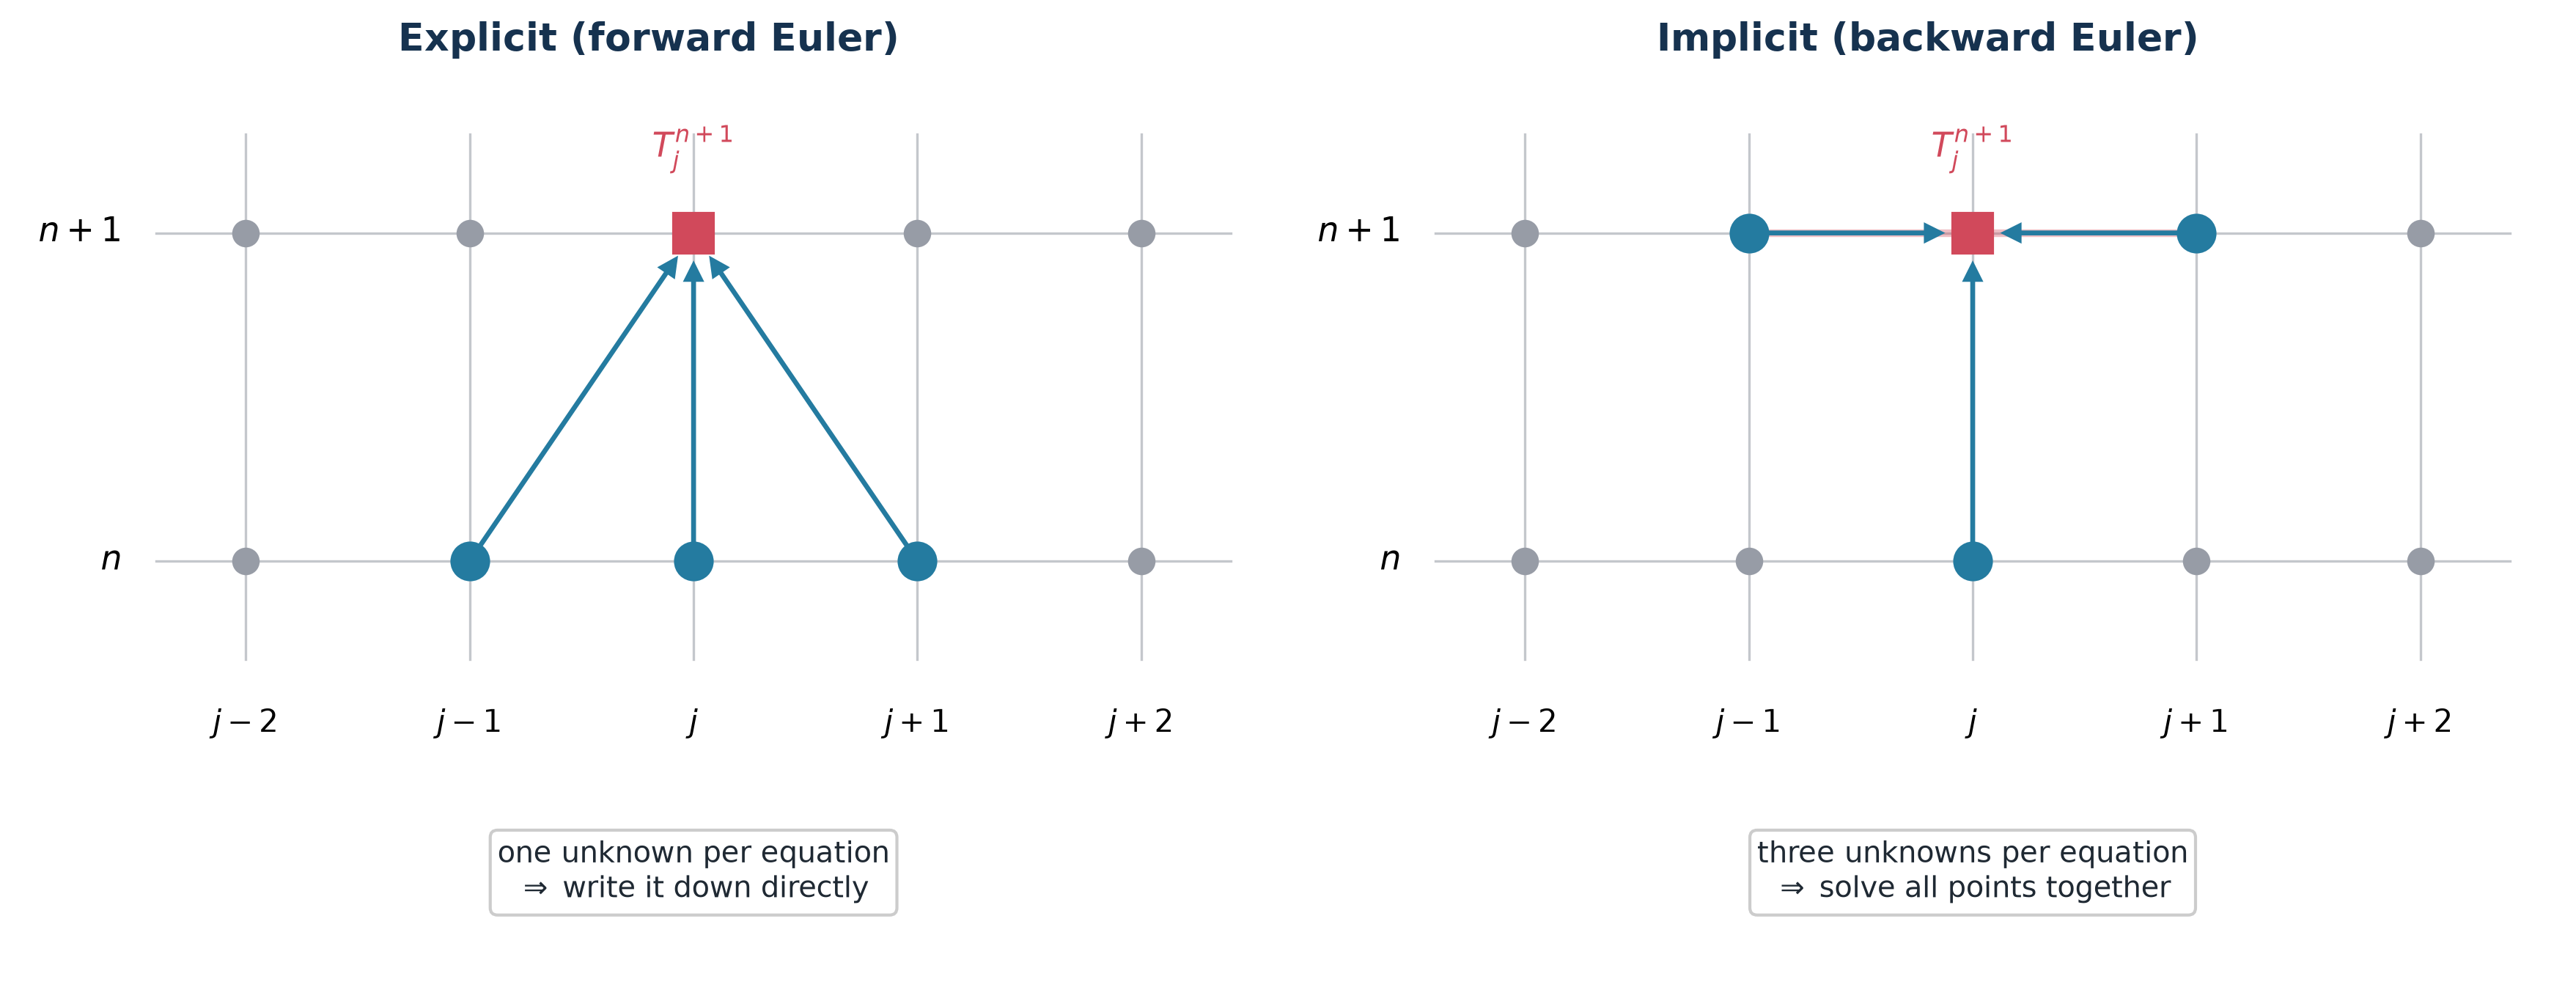 Explicit (forward Euler)
T_j^{n+1}
n + 1
n
j − 2
j − 1
j
j + 1
j + 2
one unknown per equation
⇒ write it down directly
Implicit (backward Euler)
T_j^{n+1}
n + 1
n
j − 2
j − 1
j
j + 1
j + 2
three unknowns per equation
⇒ solve all points together